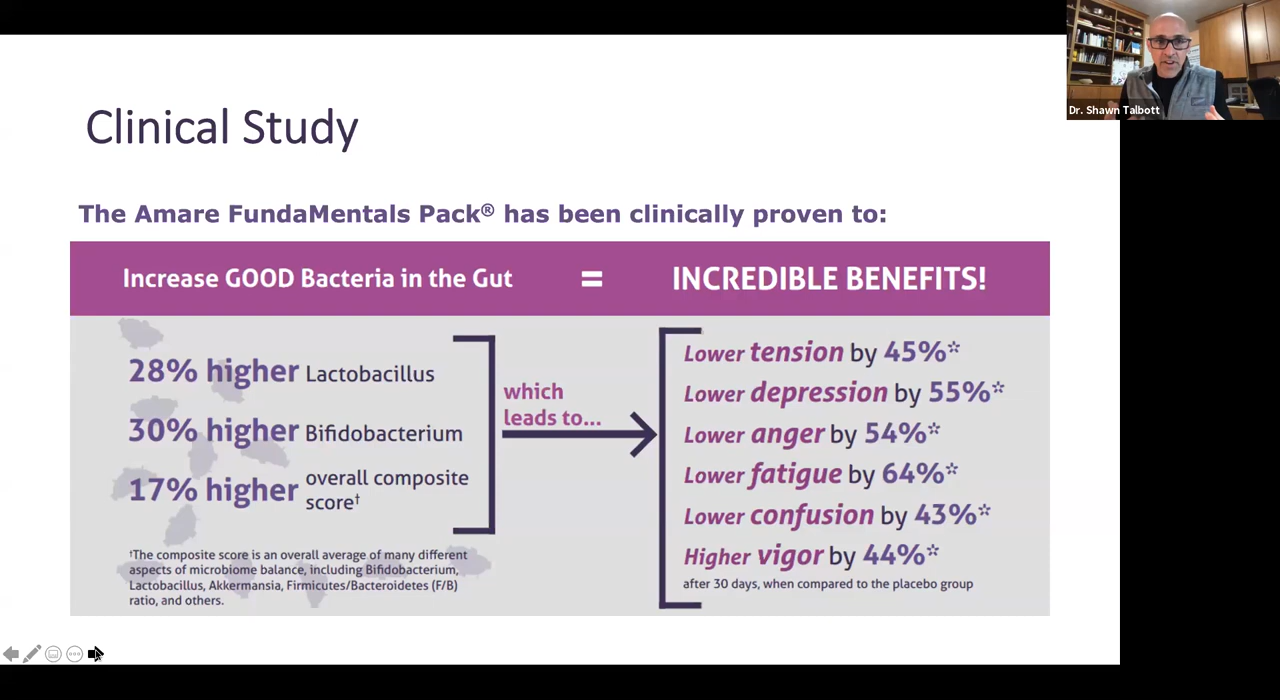 Dr. Shawn Talbott
Clinical Study
The Amare FundaMentals Pack® has been clinically proven to:
Increase GOOD Bacteria in the Gut = INCREDIBLE BENEFITS!
28% higher Lactobacillus
30% higher Bifidobacterium
17% higher overall composite
score†
†The composite score is an overall average of many different
aspects of microbiome balance, including Bifidobacterium,
Lactobacillus, Akkermansia, Firmicutes/Bacteroidetes (F/B)
ratio, and others.
which
leads to...
Lower tension by 45%*
Lower depression by 55%*
Lower anger by 54%*
Lower fatigue by 64%*
Lower confusion by 43%*
Higher vigor by 44%*
after 30 days, when compared to the placebo group